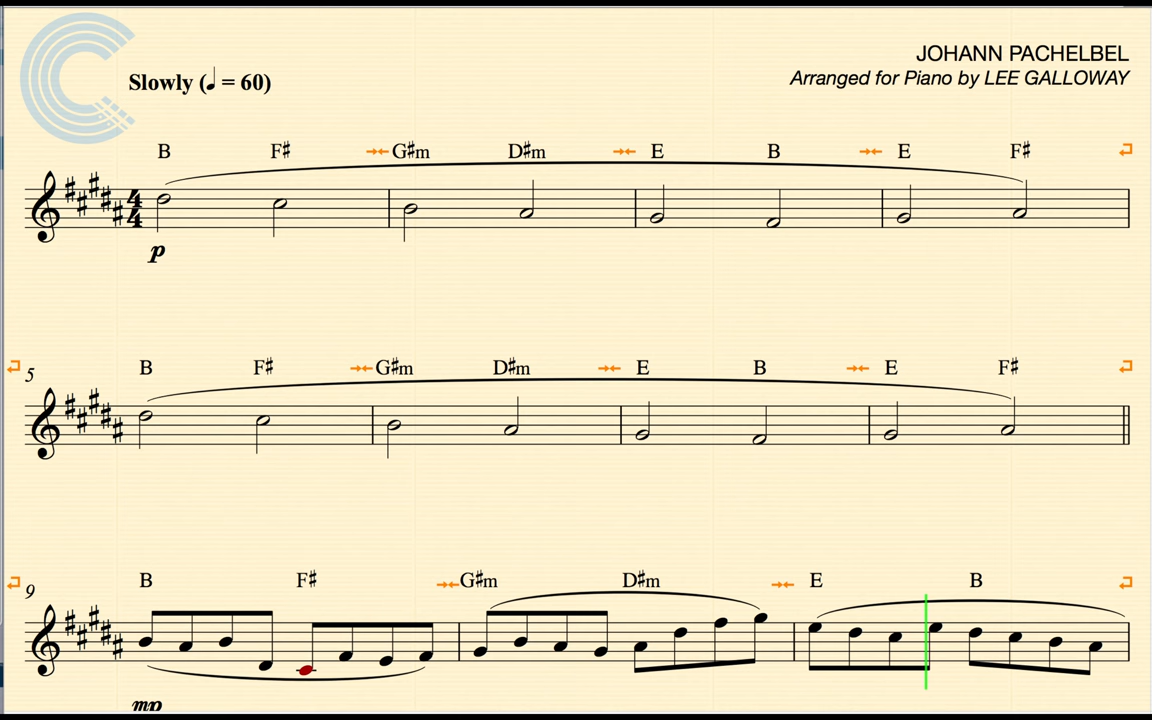 JOHANN PACHELBEL
Slowly (♩ = 60)
Arranged for Piano by LEE GALLOWAY
B F♯ G♯m D♯m E B E F♯
4
4
p
5
B F♯ G♯m D♯m E B E F♯
9
B F♯ G♯m D♯m E B
mp